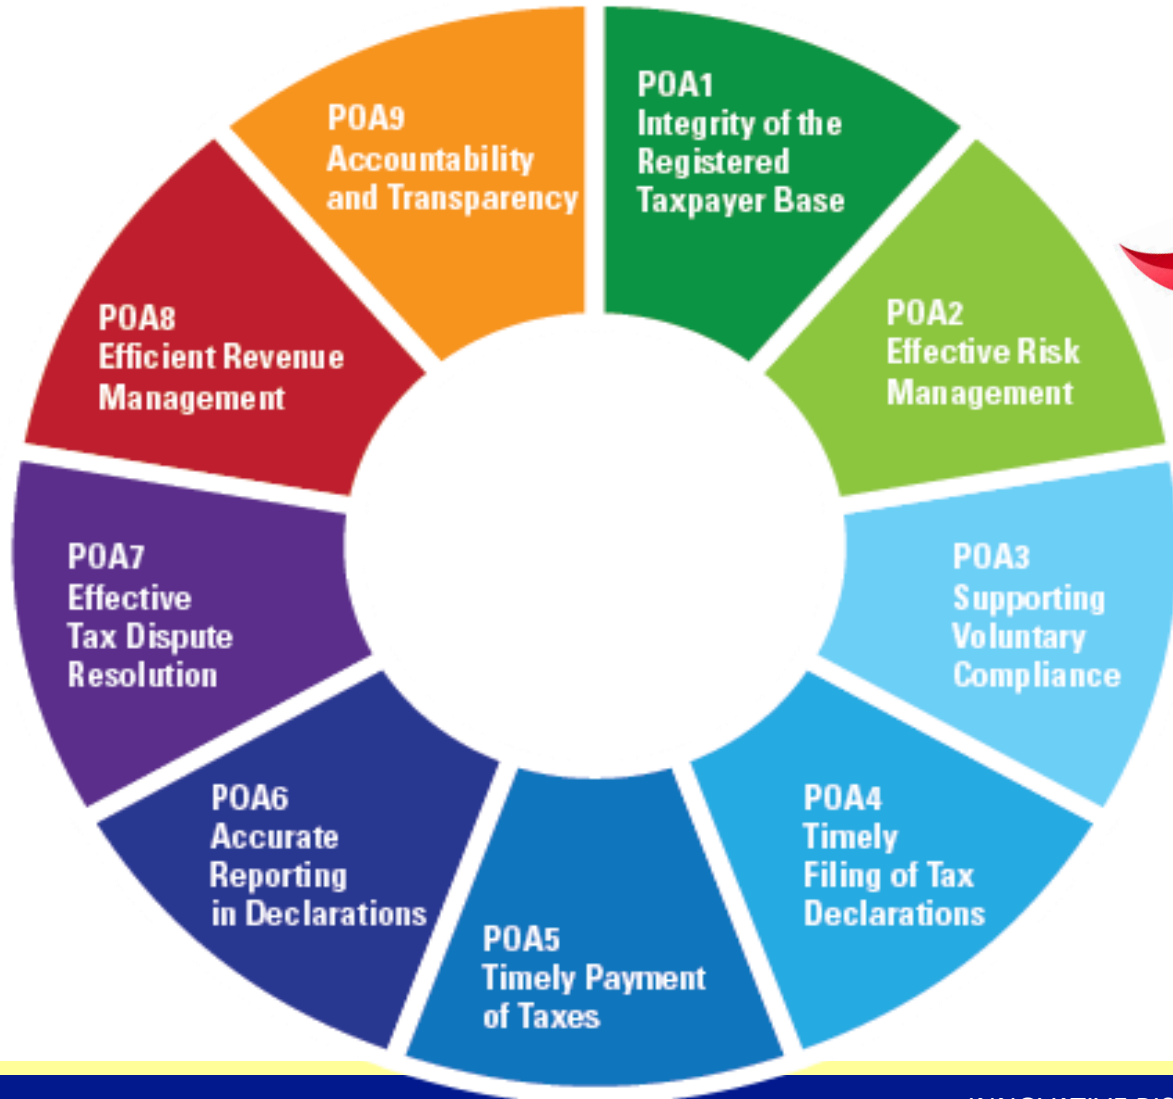 POA1
Integrity of the
Registered
Taxpayer Base
POA2
Effective Risk
Management
POA3
Supporting
Voluntary
Compliance
POA4
Timely
Filing of Tax
Declarations
POA5
Timely Payment
of Taxes
POA6
Accurate
Reporting
in Declarations
POA7
Effective
Tax Dispute
Resolution
POA8
Efficient Revenue
Management
POA9
Accountability
and Transparency